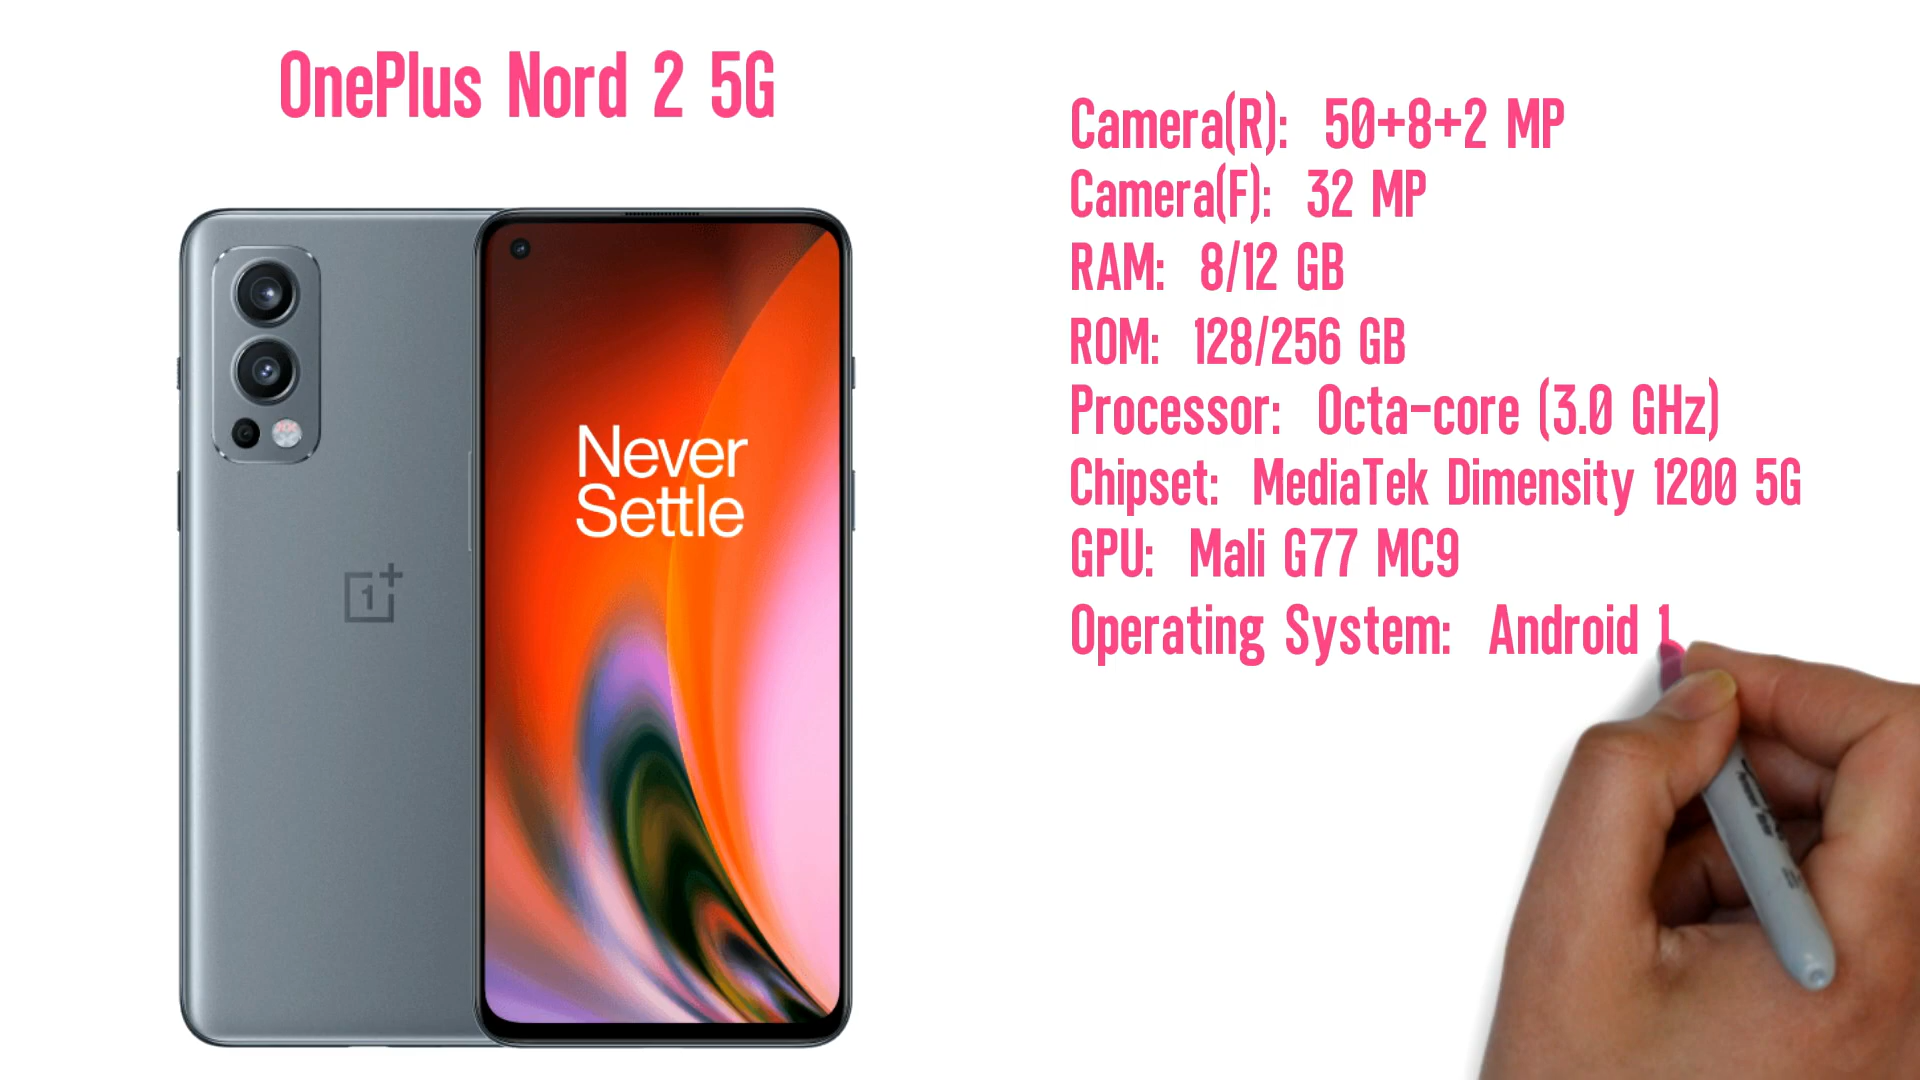 OnePlus Nord 2 5G
Camera(R): 50+8+2 MP
Camera(F): 32 MP
RAM: 8/12 GB
ROM: 128/256 GB
Processor: Octa-core (3.0 GHz)
Chipset: MediaTek Dimensity 1200 5G
GPU: Mali G77 MC9
Operating System: Android 1
Never
Settle
1+